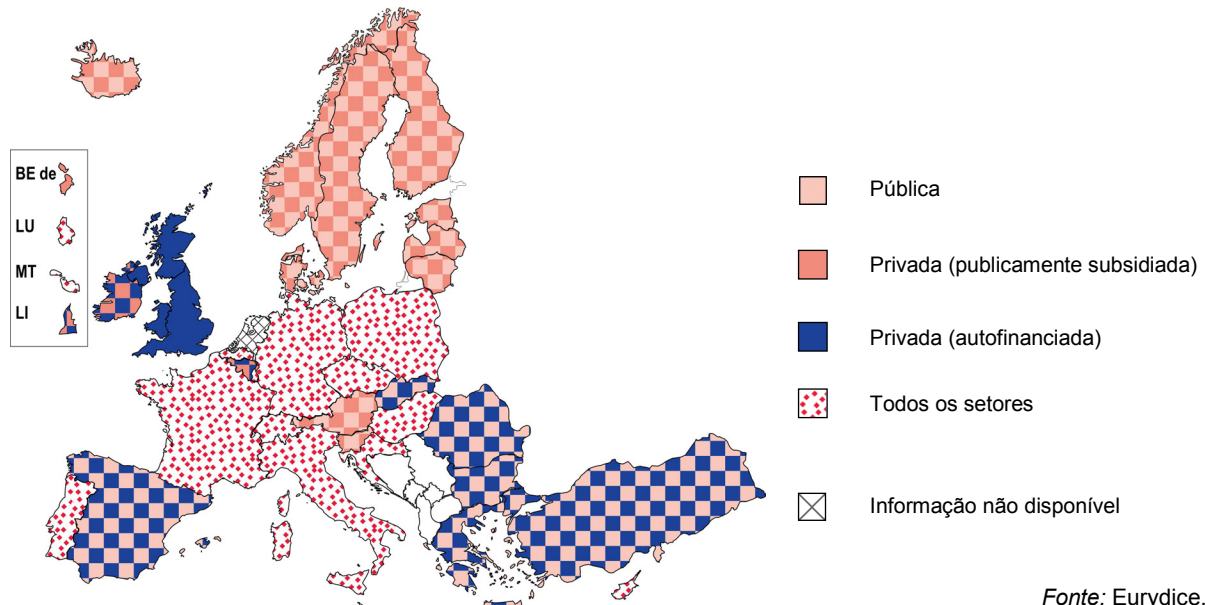 BE de
LU
MT
LI
Pública
Privada (publicamente subsidiada)
Privada (autofinanciada)
Todos os setores
Informação não disponível
Fonte: Eurydice.